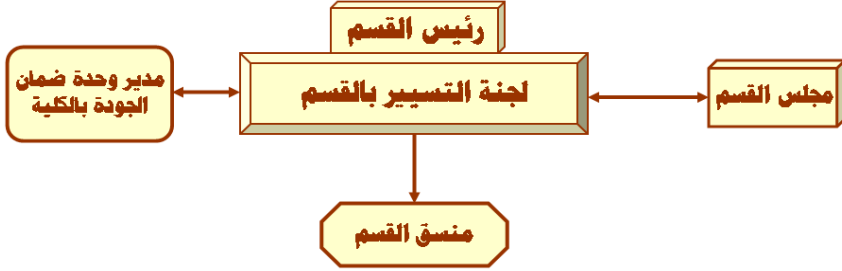 رئيس القسم
لجنة التسيير بالقسم
مجلس القسم
مدير وحدة ضمان
الجودة بالكلية
منسق القسم